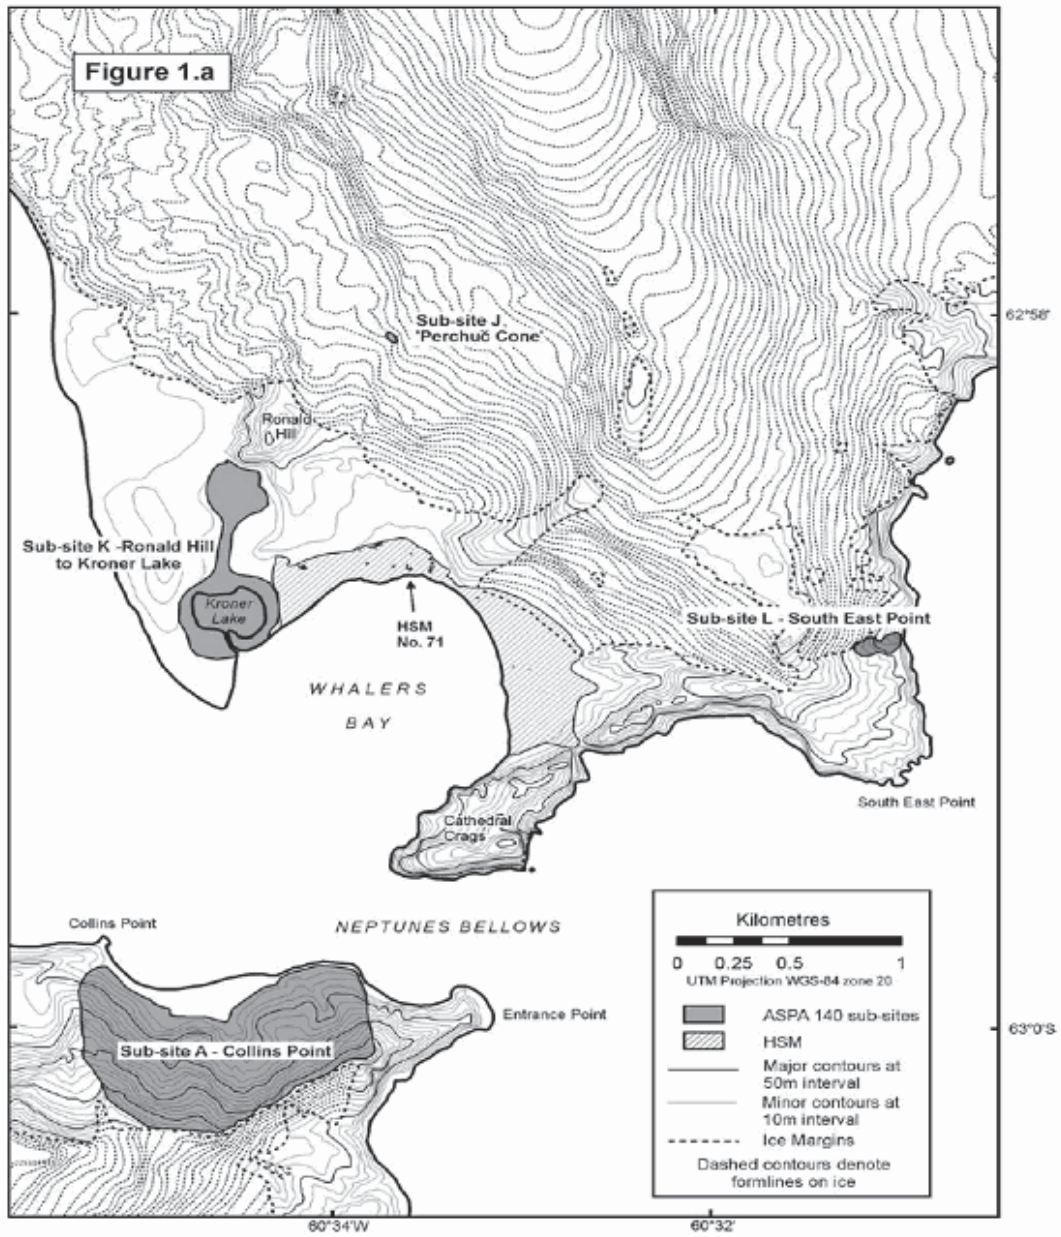 Figure 1.a
Sub-site J
'Perchuč Cone'
62°58'
Ronald
Hill
Sub-site K -Ronald Hill
to Kroner Lake
Kroner
Lake
HSM
No. 71
Sub-site L - South East Point
WHALERS
BAY
South East Point
Cathedral
Crags
Collins Point
NEPTUNES BELLOWS
Entrance Point
Sub-site A - Collins Point
63°0'S
Kilometres
0 0.25 0.5 1
UTM Projection WGS-84 zone 20
ASPA 140 sub-sites
HSM
Major contours at
50m interval
Minor contours at
10m interval
Ice Margins
Dashed contours denote
formlines on ice
60°34'W
60°32'